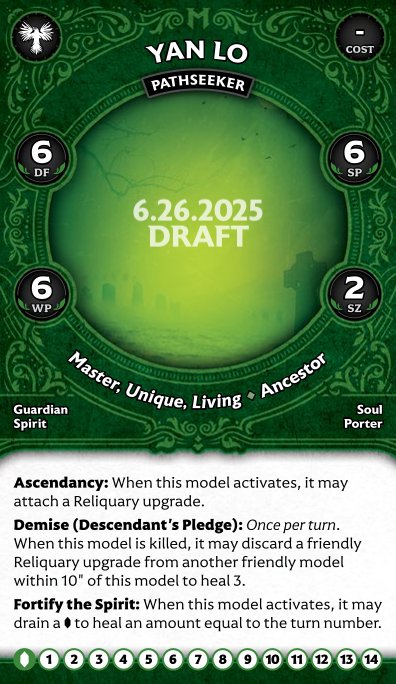 YAN LO
PATHSEEKER
-
COST
6
DF
6
SP
6.26.2025
DRAFT
6
WP
2
SZ
Master, Unique, Living ◆ Ancestor
Guardian
Spirit
Soul
Porter
Ascendancy: When this model activates, it may
attach a Reliquary upgrade.
Demise (Descendant's Pledge): Once per turn.
When this model is killed, it may discard a friendly
Reliquary upgrade from another friendly model
within 10" of this model to heal 3.
Fortify the Spirit: When this model activates, it may
drain a ⬧ to heal an amount equal to the turn number.
1 2 3 4 5 6 7 8 9 10 11 12 13 14